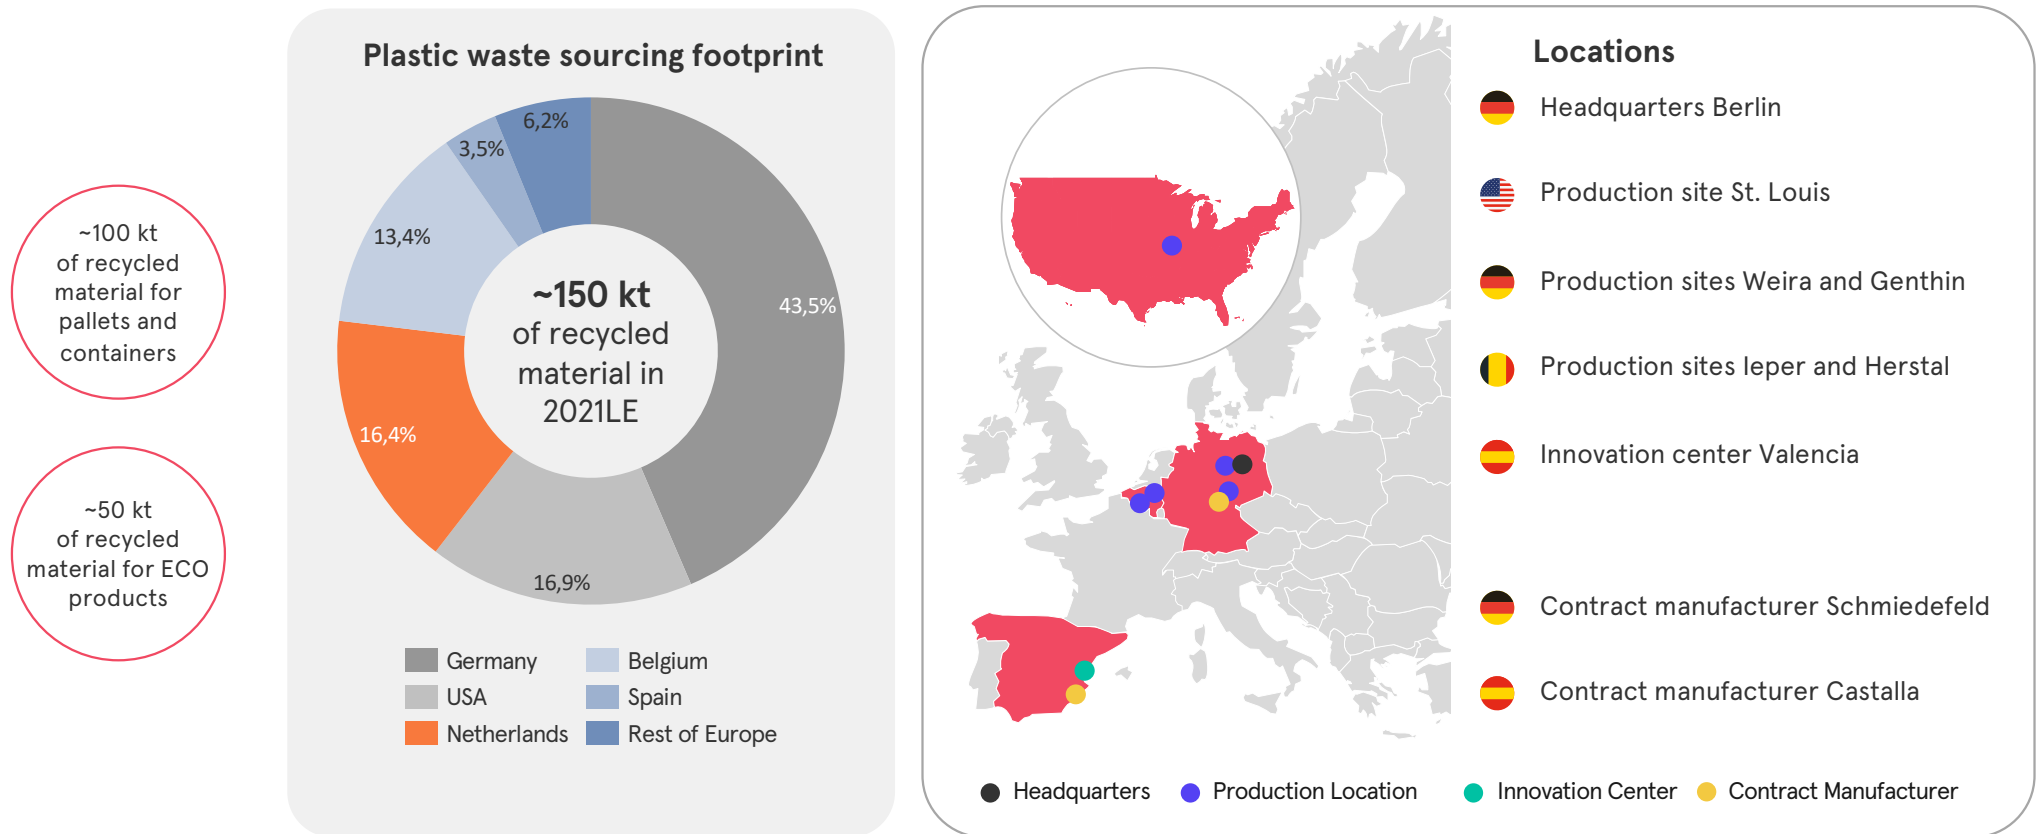 ~100 kt
of recycled
material for
pallets and
containers
~50 kt
of recycled
material for ECO
products
Plastic waste sourcing footprint
6,2%
3,5%
13,4%
43,5%
16,4%
16,9%
~150 kt
of recycled
material in
2021LE
Germany
USA
Netherlands
Belgium
Spain
Rest of Europe
Locations
Headquarters Berlin
Production site St. Louis
Production sites Weira and Genthin
Production sites Ieper and Herstal
Innovation center Valencia
Contract manufacturer Schmiedefeld
Contract manufacturer Castalla
Headquarters
Production Location
Innovation Center
Contract Manufacturer